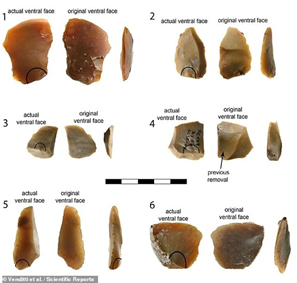 1
actual ventral face
original ventral face
2
actual
ventral face
original
ventral face
3
actual
ventral face
original
ventral face
4
actual
ventral face
original
ventral face
previous
removal
5
actual
ventral face
original
ventral face
6
actual
ventral face
original
ventral face
© Venditti et al. / Scientific Reports